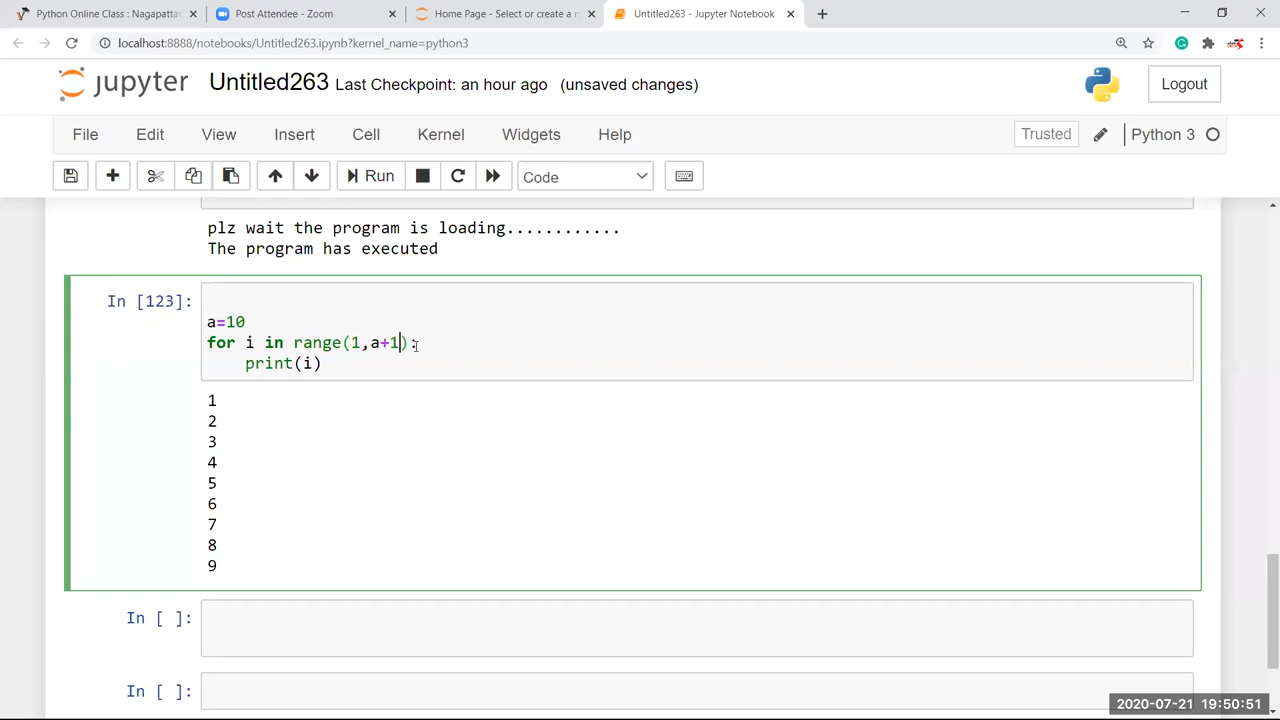 Python Online Class : Nagapattai
Post Attendee - Zoom
Home Page - Select or create a n
Untitled263 - Jupyter Notebook
localhost:8888/notebooks/Untitled263.ipynb?kernel_name=python3
jupyter Untitled263 Last Checkpoint: an hour ago (unsaved changes)
Logout
File Edit View Insert Cell Kernel Widgets Help
Trusted
Python 3
Run
Code
plz wait the program is loading............
The program has executed
In [123]:
a=10
for i in range(1,a+1):
    print(i)
1
2
3
4
5
6
7
8
9
In [ ]:
In [ ]:
2020-07-21 19:50:51